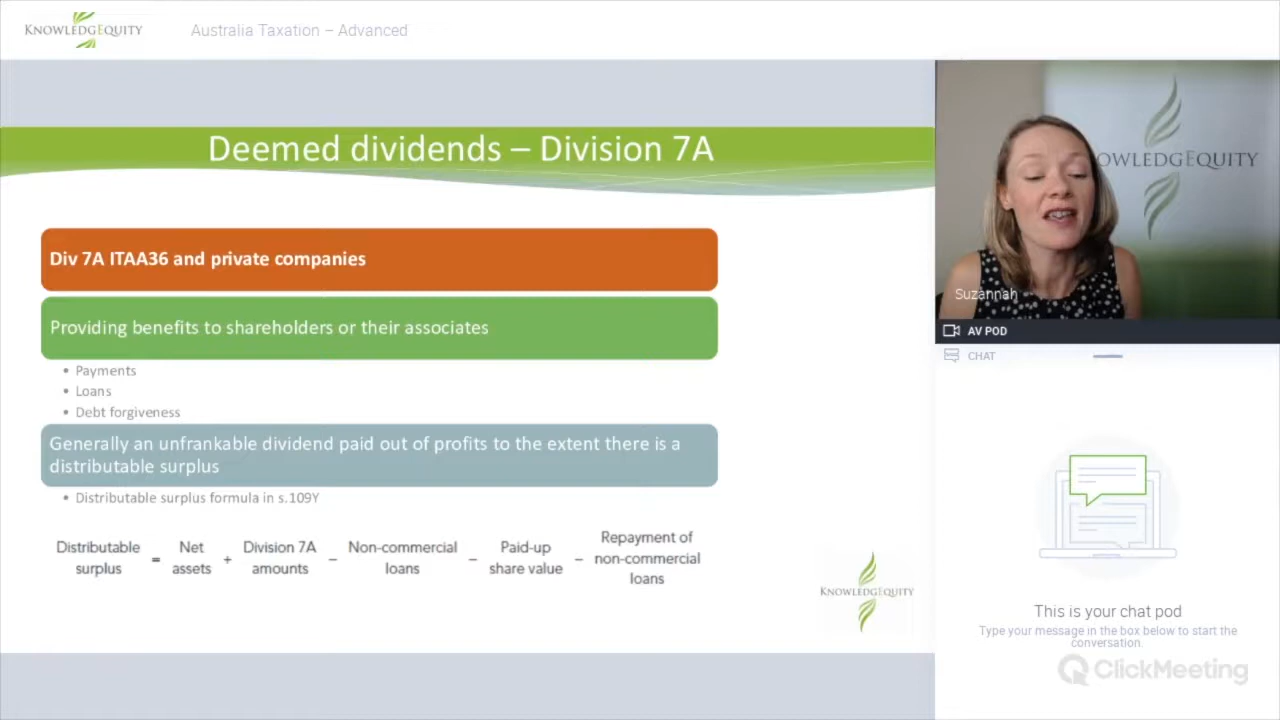 KNOWLEDGEQUITY
Australia Taxation – Advanced
Deemed dividends – Division 7A
Div 7A ITAA36 and private companies
Providing benefits to shareholders or their associates
• Payments
• Loans
• Debt forgiveness
Generally an unfrankable dividend paid out of profits to the extent there is a
distributable surplus
• Distributable surplus formula in s.109Y
Distributable surplus = Net assets + Division 7A amounts – Non-commercial loans – Paid-up share value – Repayment of non-commercial loans
KNOWLEDGEQUITY
OWLEDGEQUITY
Suzannah
AV POD
CHAT
This is your chat pod
Type your message in the box below to start the
conversation.
ClickMeeting